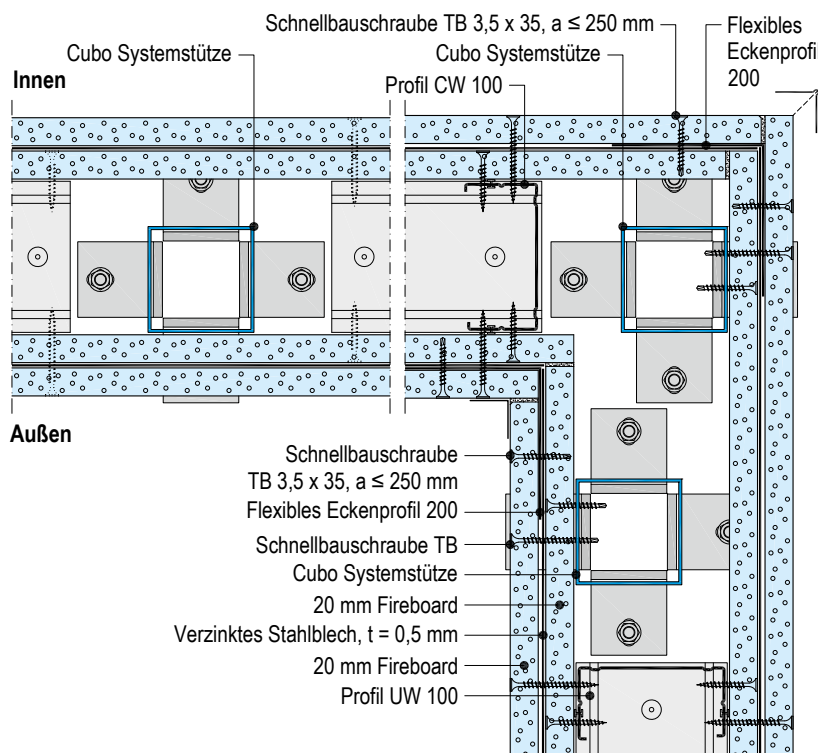 Schnellbauschraube TB 3,5 x 35, a ≤ 250 mm
Flexibles
Eckenprofil
200
Cubo Systemstütze
Cubo Systemstütze
Innen
Profil CW 100
Außen
Schnellbauschraube
TB 3,5 x 35, a ≤ 250 mm
Flexibles Eckenprofil 200
Schnellbauschraube TB
Cubo Systemstütze
20 mm Fireboard
Verzinktes Stahlblech, t = 0,5 mm
20 mm Fireboard
Profil UW 100